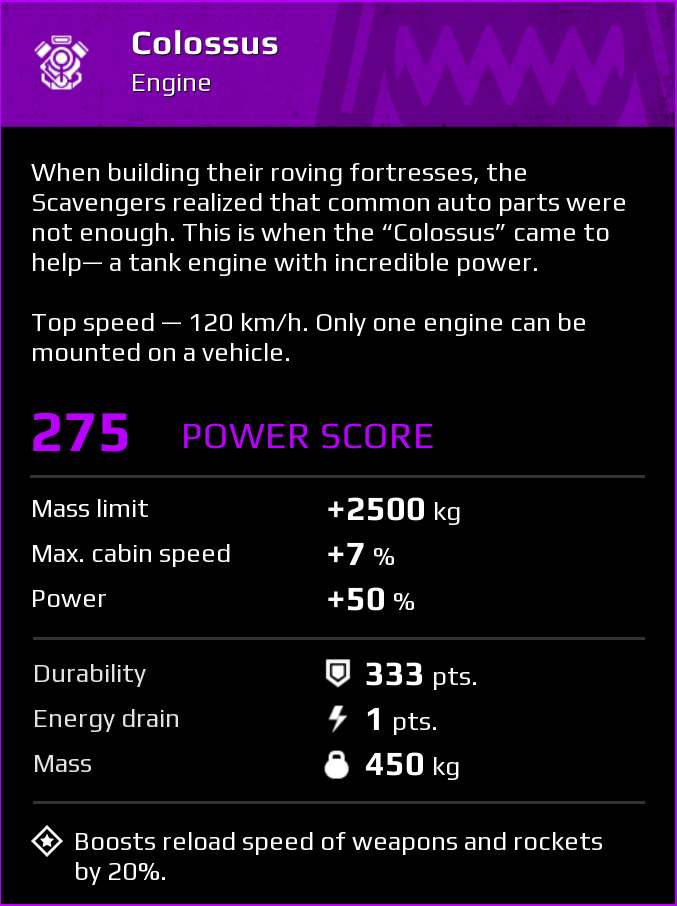 Colossus
Engine
When building their roving fortresses, the
Scavengers realized that common auto parts were
not enough. This is when the “Colossus” came to
help— a tank engine with incredible power.
Top speed — 120 km/h. Only one engine can be
mounted on a vehicle.
275 POWER SCORE
Mass limit +2500 kg
Max. cabin speed +7 %
Power +50 %
Durability 333 pts.
Energy drain 1 pts.
Mass 450 kg
Boosts reload speed of weapons and rockets
by 20%.